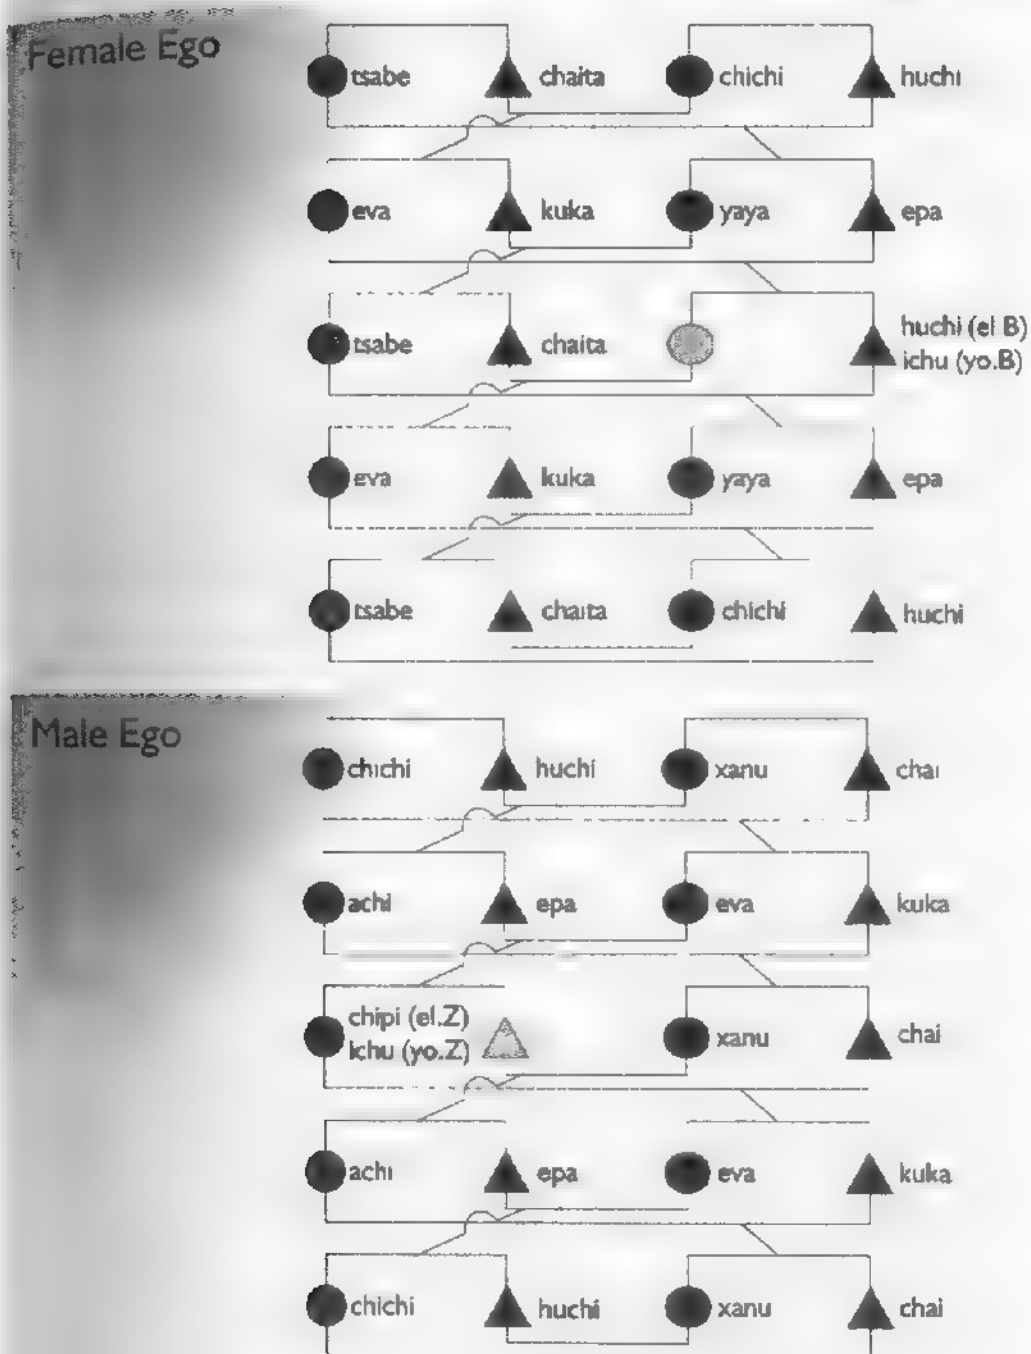 Female Ego
tsabe chaita chichi huchi
eva kuka yaya epa
tsabe chaita huchi (el B)
ichu (yo.B)
eva kuka yaya epa
tsabe chaita chichi huchi
Male Ego
chichi huchi xanu chai
achi epa eva kuka
chipi (el.Z) xanu chai
ichu (yo.Z)
achi epa eva kuka
chichi huchi xanu chai